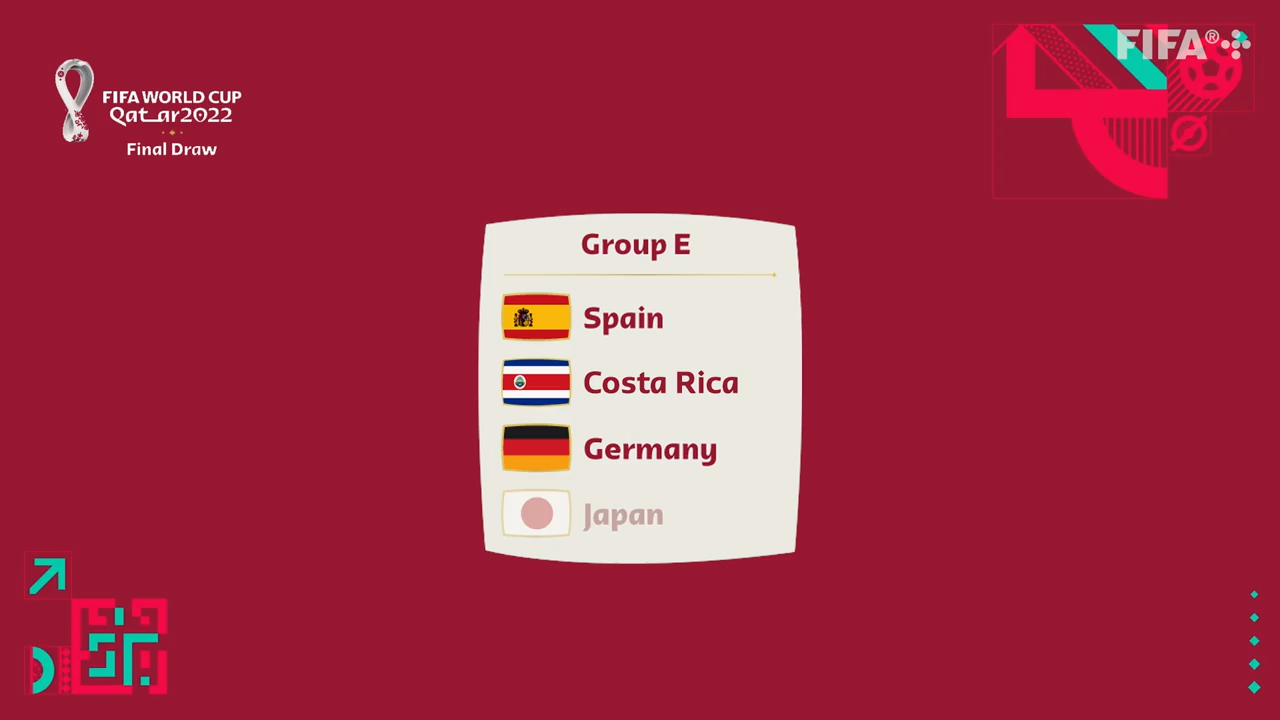 FIFA®
FIFA WORLD CUP
Qatar2022
Final Draw
Group E
Spain
Costa Rica
Germany
Japan